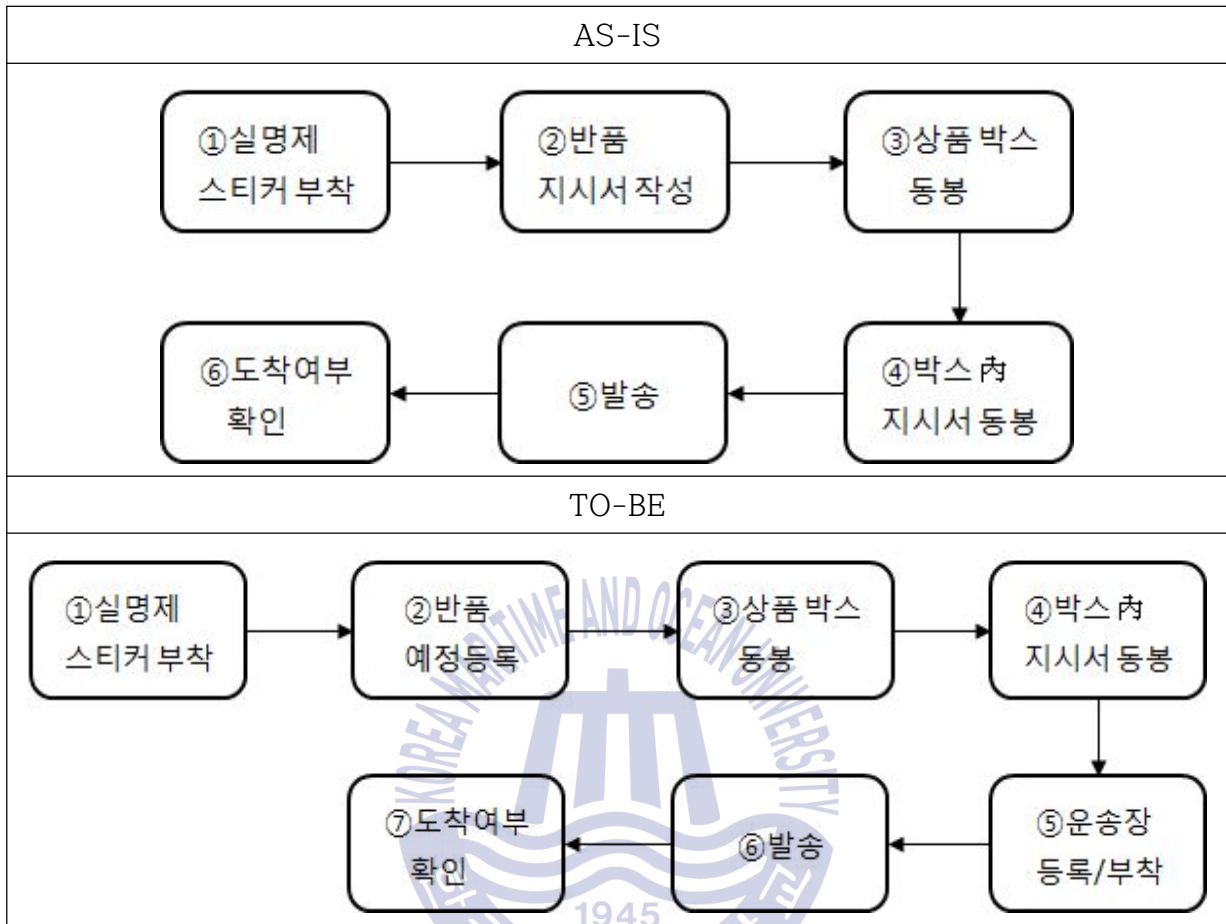 AS-IS
①실명제
스티커 부착
②반품
지시서 작성
③상품 박스
동봉
④박스 內
지시서 동봉
⑤발송
⑥도착여부
확인
TO-BE
①실명제
스티커 부착
②반품
예정등록
③상품 박스
동봉
④박스 內
지시서 동봉
⑤운송장
등록/부착
⑥발송
⑦도착여부
확인
KOREA MARITIME AND OCEAN UNIVERSITY
1945